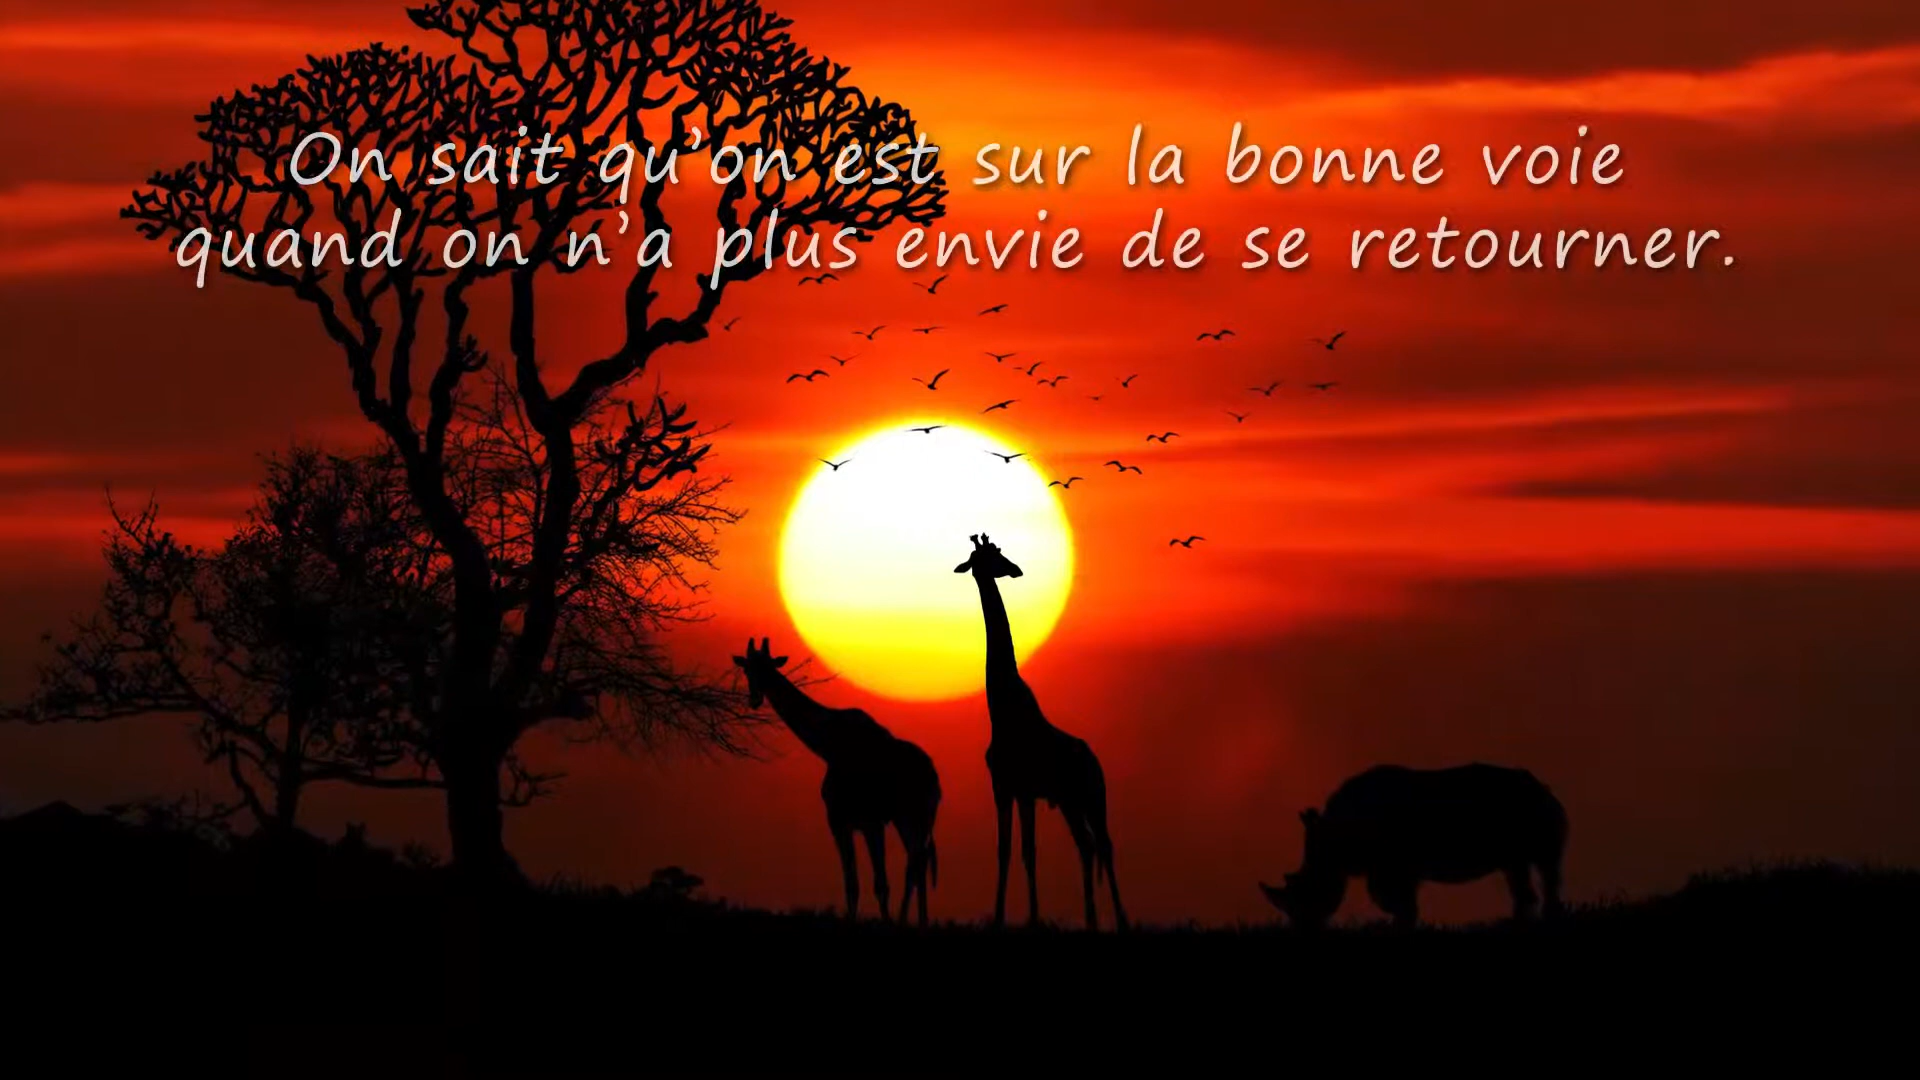 On sait qu’on est sur la bonne voie
quand on n’a plus envie de se retourner.